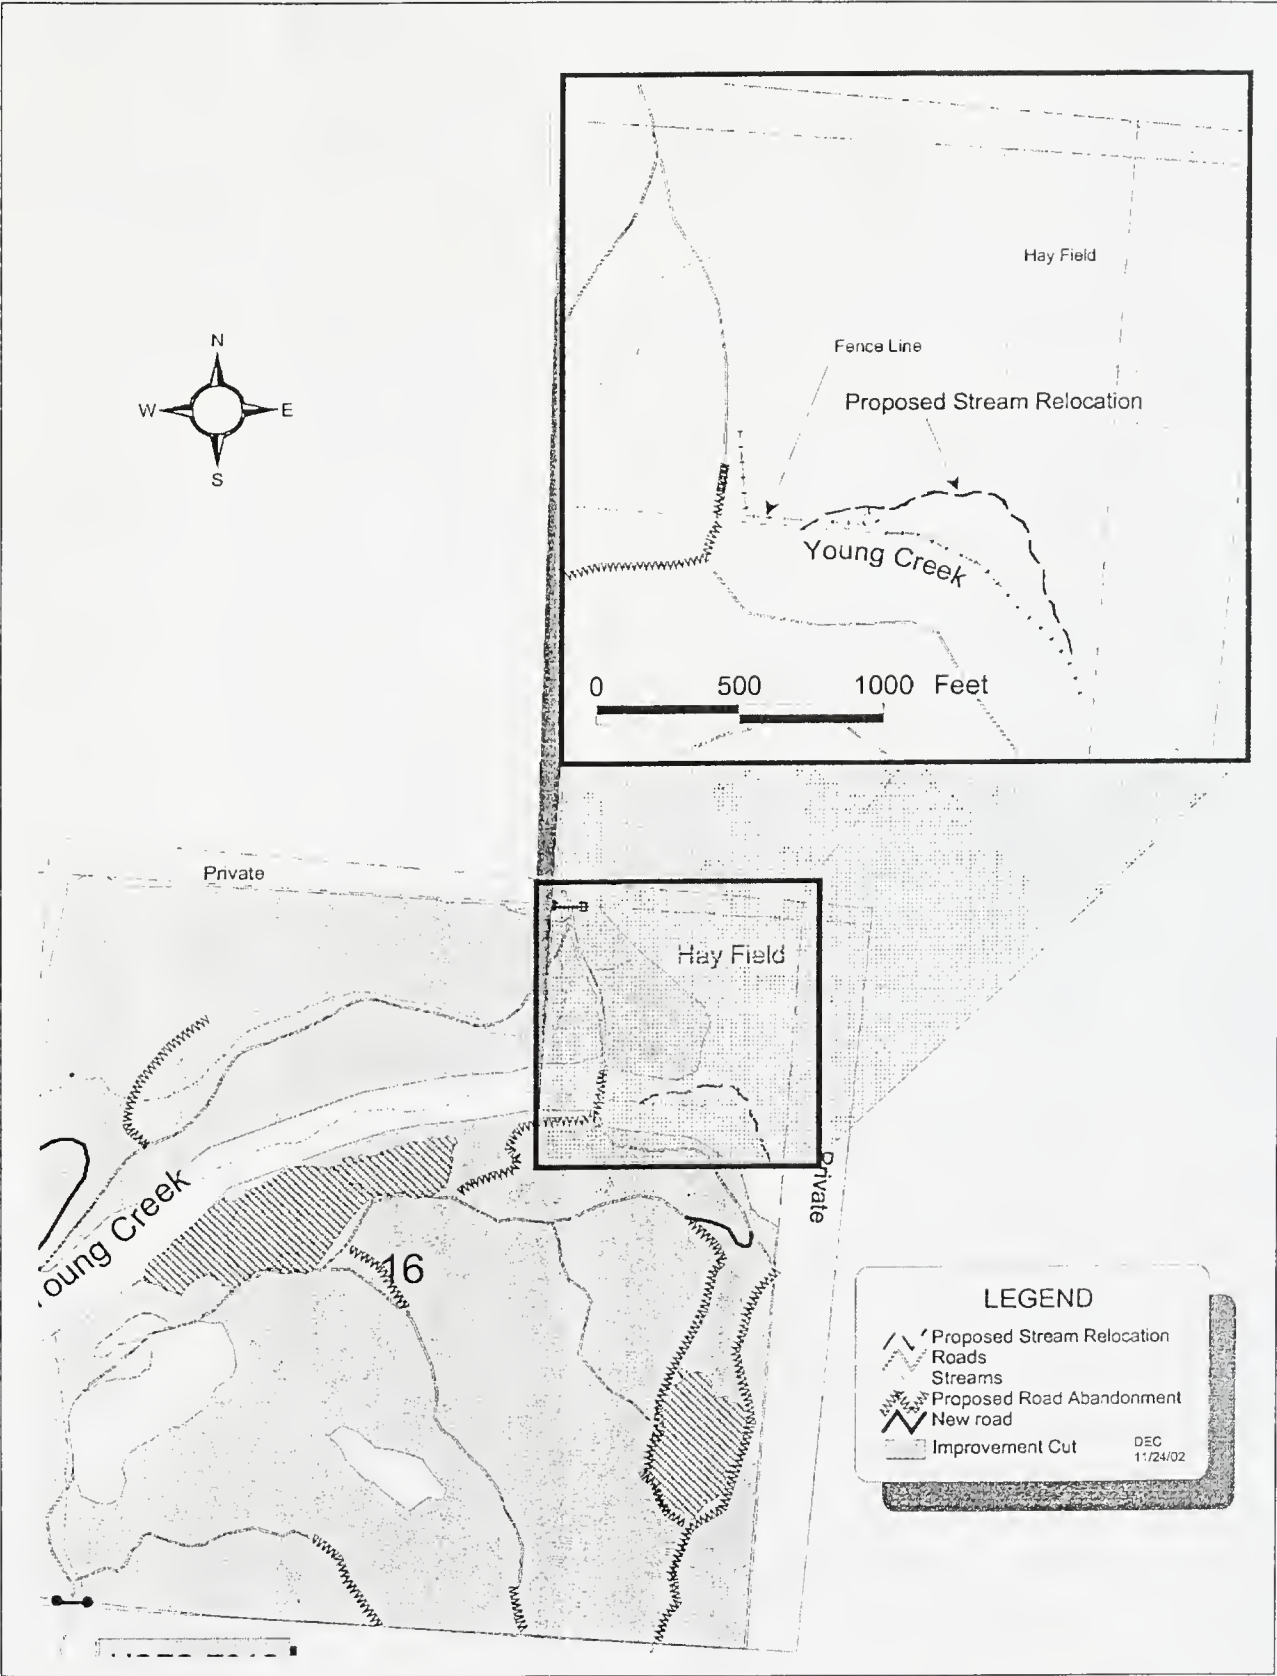 Hay Field
Fence Line
Proposed Stream Relocation
Young Creek
0 500 1000 Feet
N
W E
S
Private
Hay Field
Private
oung Creek
16
LEGEND
Proposed Stream Relocation
Roads
Streams
Proposed Road Abandonment
New road
Improvement Cut
DEC
11/24/02